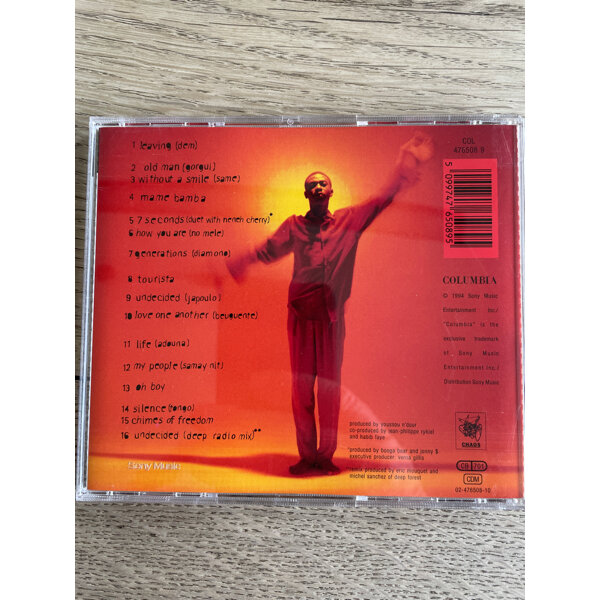 1 leaving (dem)
2 old man (gorgui)
3 without a smile (same)
4 mame bamba
5 7 seconds (duet with neneh cherry)*
6 how you are (no mele)
7 generations (diamono)
8 tourista
9 undecided (japoulo)
10 love one another (beuguente)
11 life (adouna)
12 my people (samay nit)
13 oh boy
14 silence (tongo)
15 chimes of freedom
16 undecided (deep radio mix)**
Sony Music
COL
476508 9
5 099747 650895
COLUMBIA
© 1994 Sony Music
Entertainment Inc./
"Columbia" is the
exclusive trademark
of Sony Music
Entertainment Inc./
Distribution Sony Music
produced by youssou n'dour
co-produced by jean-philippe rykiel
and habib faye
*produced by booga bear and jonny $
executive producer: verna gillis
remix produced by eric mouquet and
michel sanchez of deep forest
CHAOS
CB 701
CDM
02-476508-10